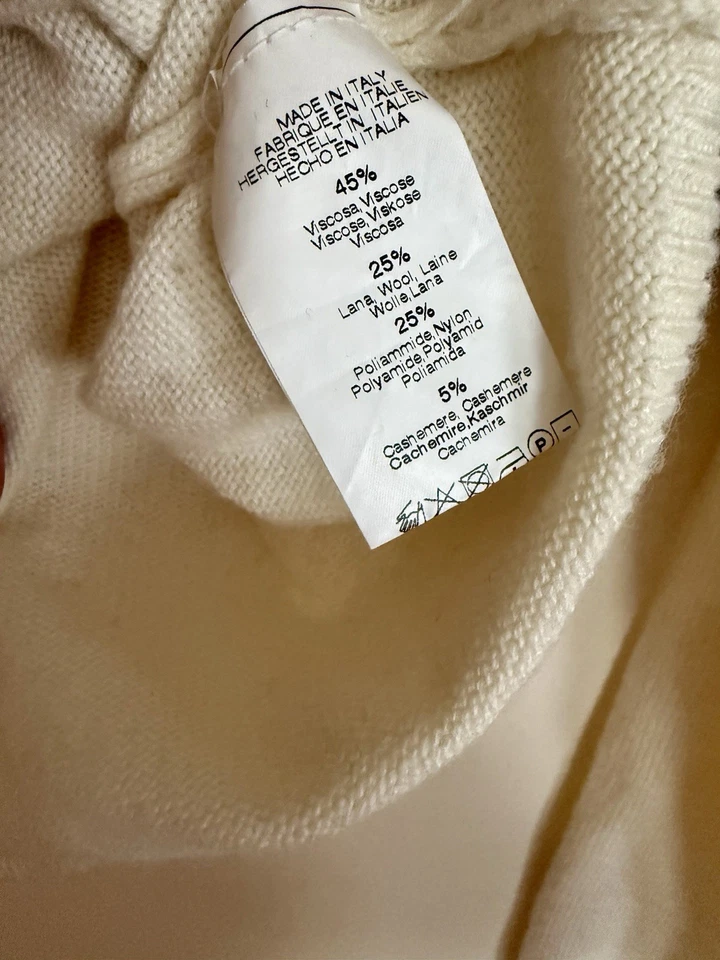 MADE IN ITALY
FABRIQUE EN ITALIE
HERGESTELLT IN ITALIEN
HECHO EN ITALIA
45%
Viscosa, Viscose
Viscose, Viskose
Viscosa
25%
Lana, Wool, Laine
Wolle, Lana
25%
Poliammide, Nylon
Polyamide, Polyamid
Poliamida
5%
Cashemere, Cashemere
Cachemire, Kaschmir
Cachemira
P